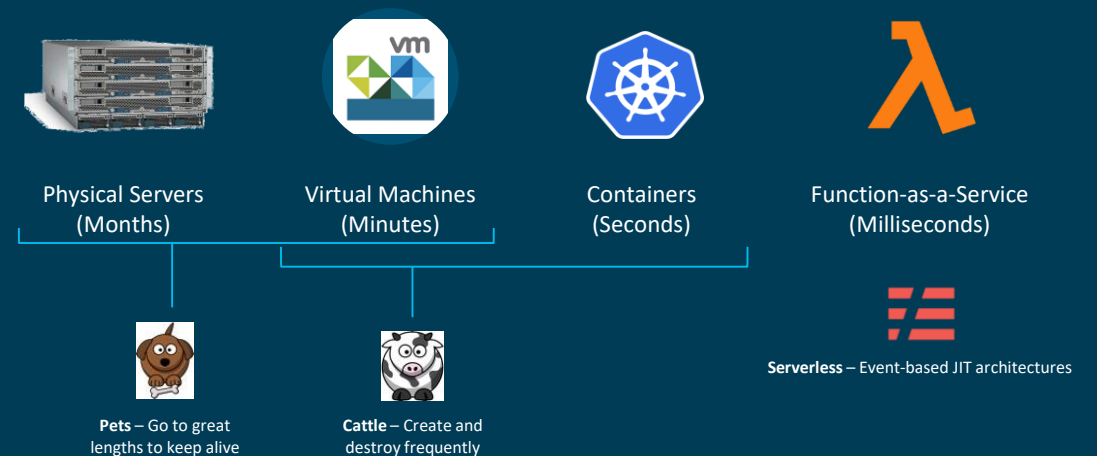 vm
Physical Servers
(Months)
Virtual Machines
(Minutes)
Containers
(Seconds)
Function-as-a-Service
(Milliseconds)
Serverless – Event-based JIT architectures
Pets – Go to great
lengths to keep alive
Cattle – Create and
destroy frequently